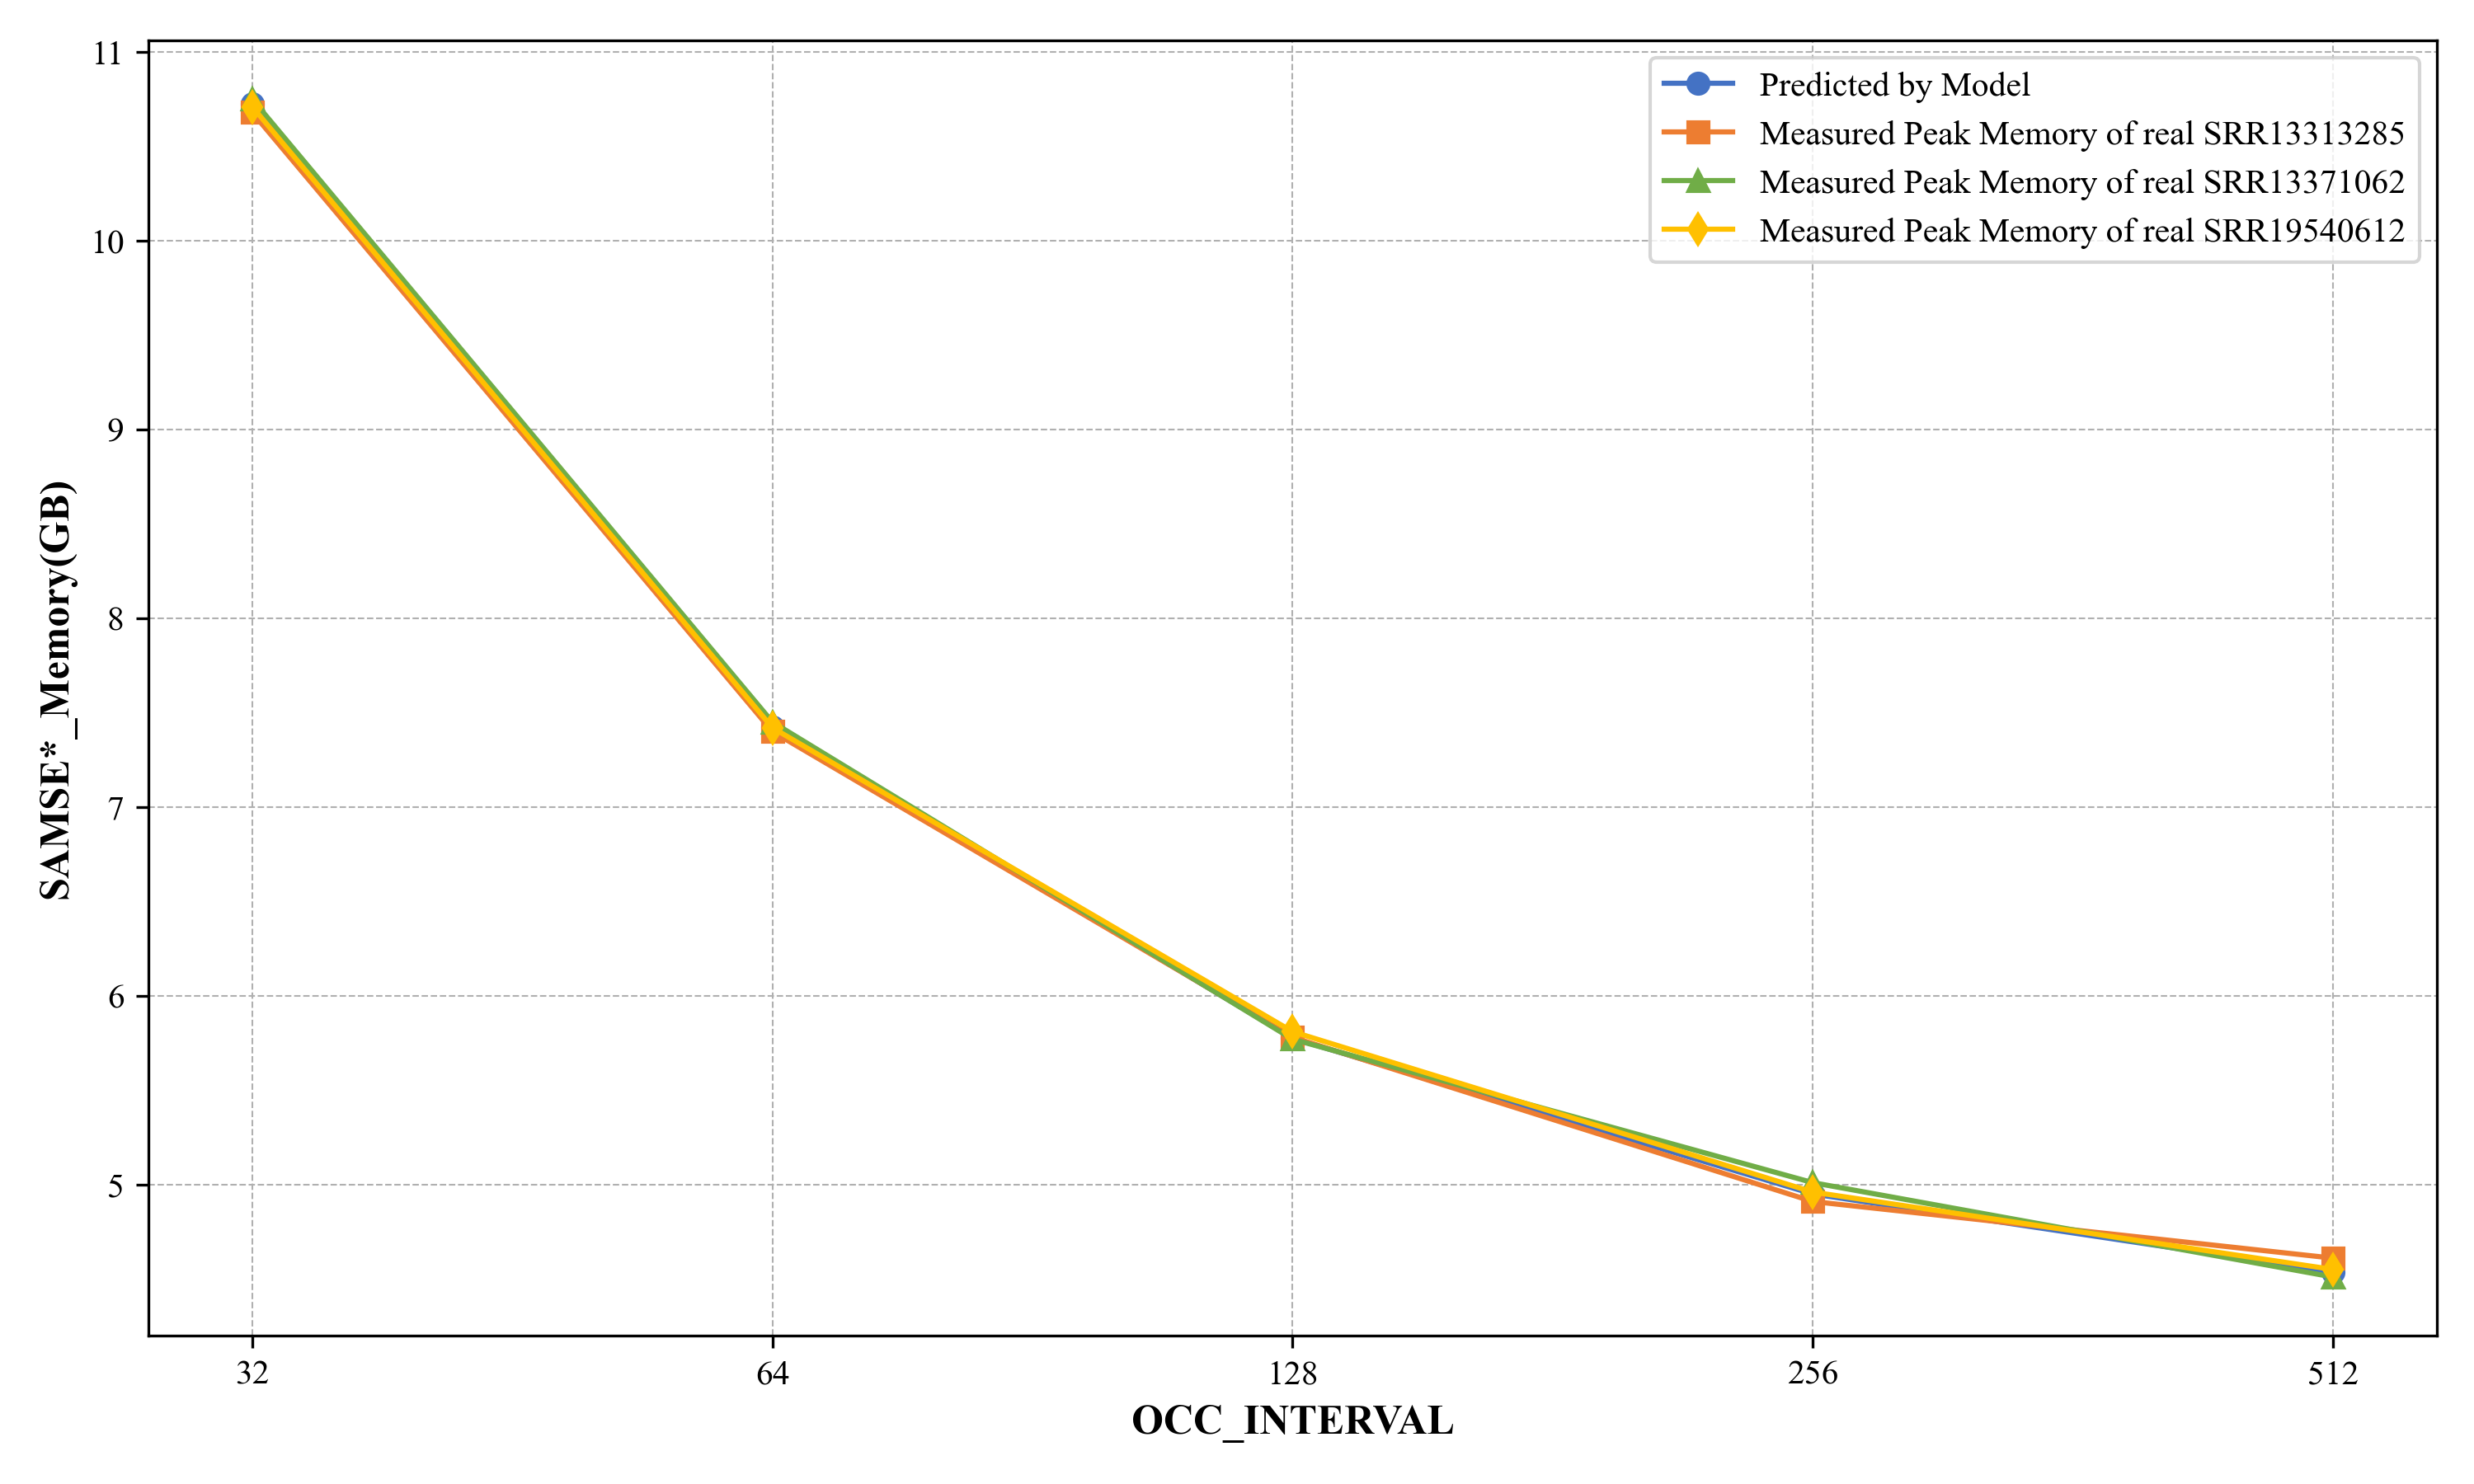 11
10
9
8
7
6
5
SAMSE*_Memory(GB)
Predicted by Model
Measured Peak Memory of real SRR13313285
Measured Peak Memory of real SRR13371062
Measured Peak Memory of real SRR19540612
32 64 128 256 512
OCC_INTERVAL